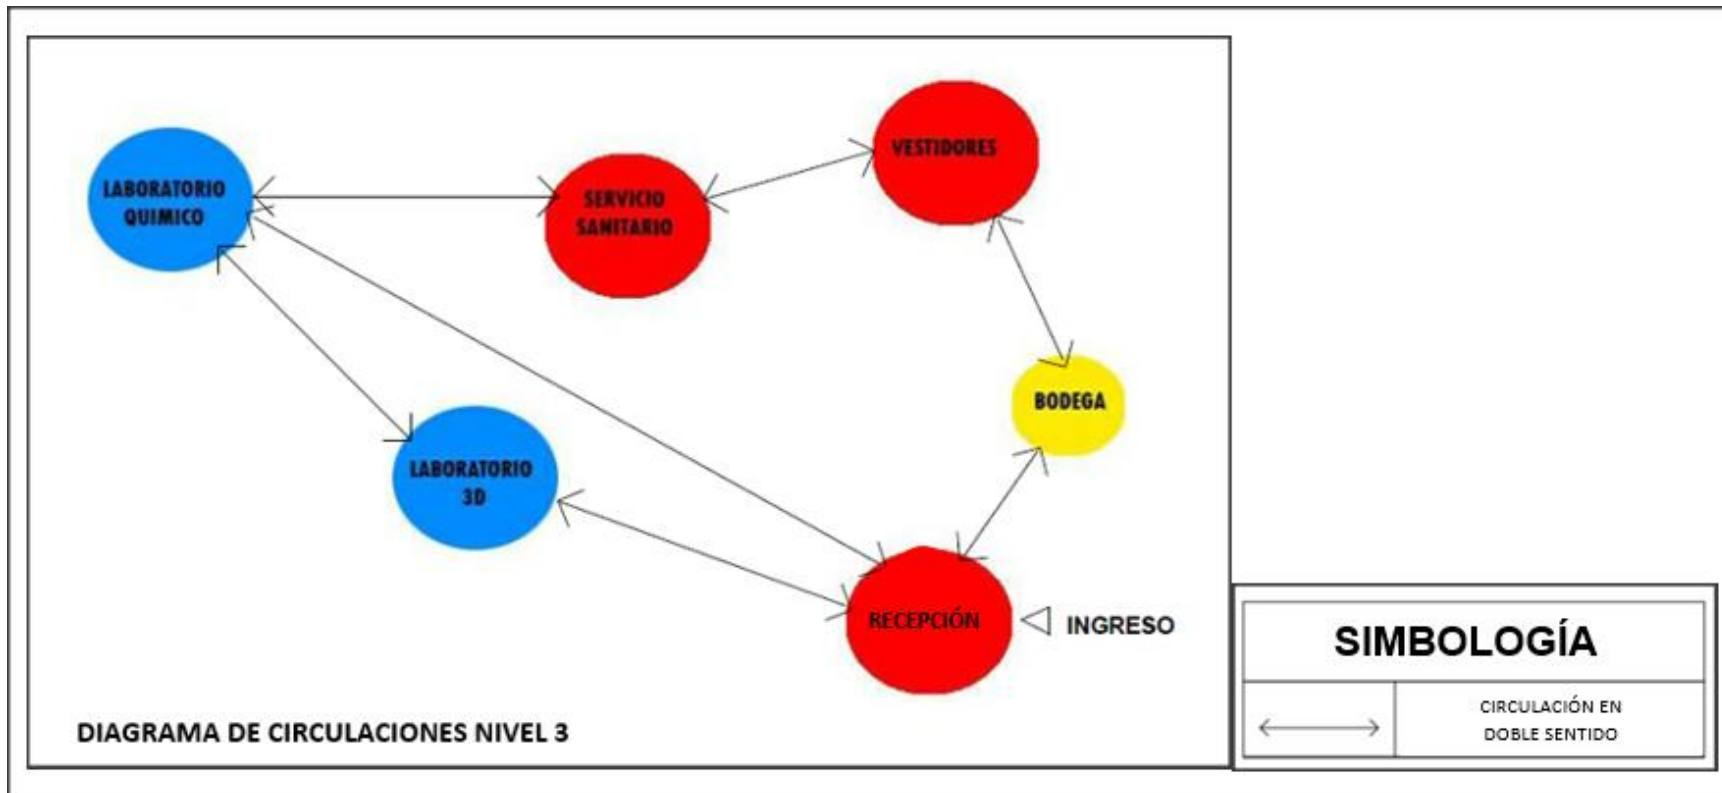 VESTIDORES
LABORATORIO
QUIMICO
SERVICIO
SANITARIO
BODEGA
LABORATORIO
3D
RECEPCIÓN
INGRESO
DIAGRAMA DE CIRCULACIONES NIVEL 3
SIMBOLOGÍA
CIRCULACIÓN EN
DOBLE SENTIDO